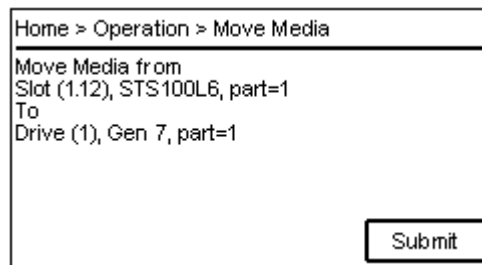 Home > Operation > Move Media
Move Media from
Slot (1.12), STS100L6, part=1
To
Drive (1), Gen 7, part=1
Submit